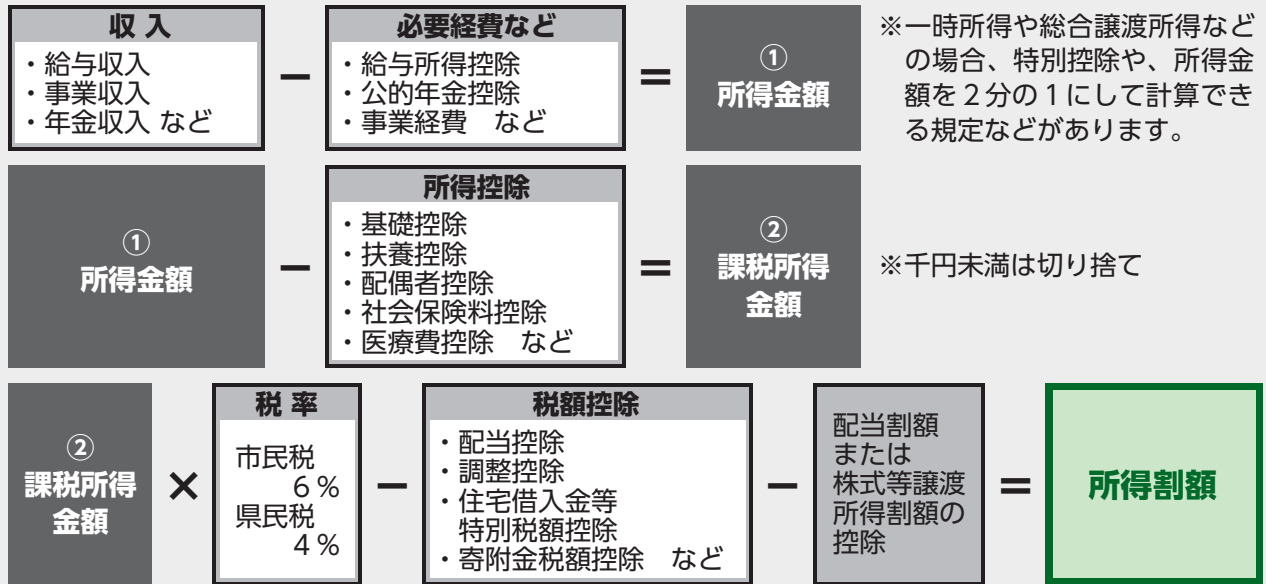 収 入
・給与収入
・事業収入
・年金収入 など
－
必要経費など
・給与所得控除
・公的年金控除
・事業経費　など
＝
①
所得金額
※一時所得や総合譲渡所得など
の場合、特別控除や、所得金
額を２分の１にして計算でき
る規定などがあります。
①
所得金額
－
所得控除
・基礎控除
・扶養控除
・配偶者控除
・社会保険料控除
・医療費控除　など
＝
②
課税所得
金額
※千円未満は切り捨て
②
課税所得
金額
×
税 率
市民税
６％
県民税
４％
－
税額控除
・配当控除
・調整控除
・住宅借入金等
特別税額控除
・寄附金税額控除　など
－
配当割額
または
株式等譲渡
所得割額の
控除
＝
所得割額